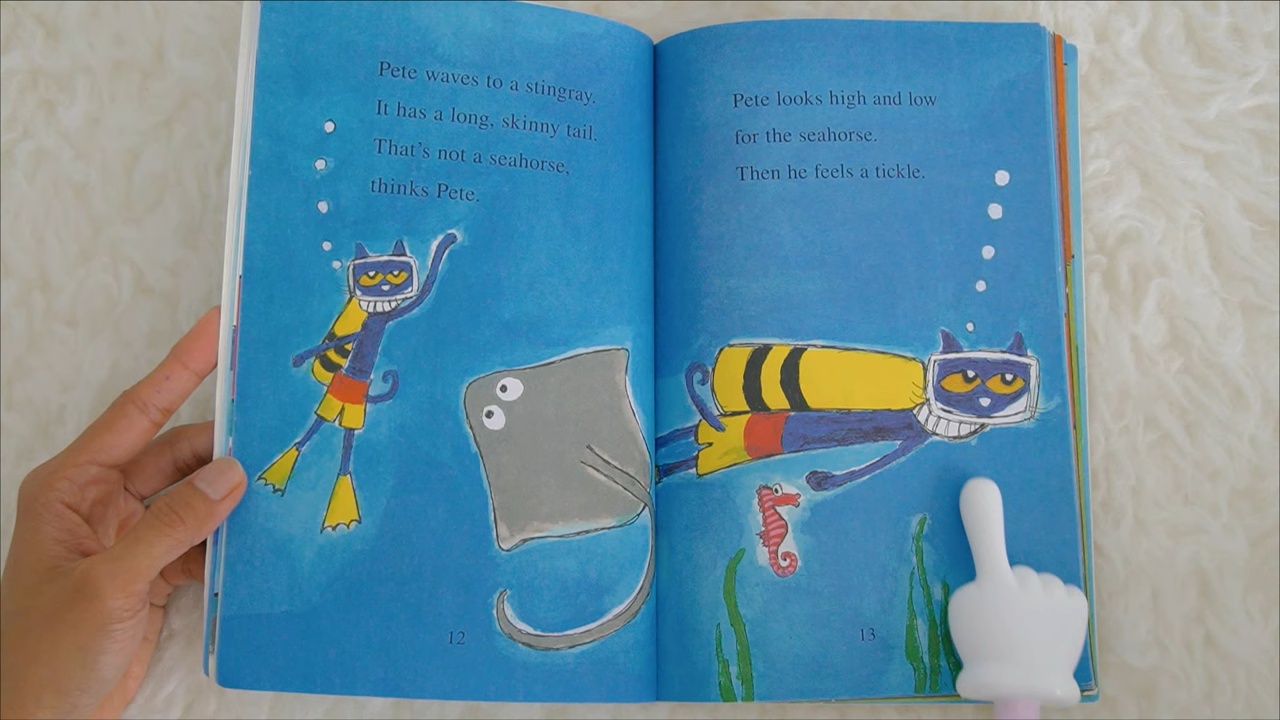 Pete waves to a stingray.
It has a long, skinny tail.
That's not a seahorse,
thinks Pete.
12
Pete looks high and low
for the seahorse.
Then he feels a tickle.
13